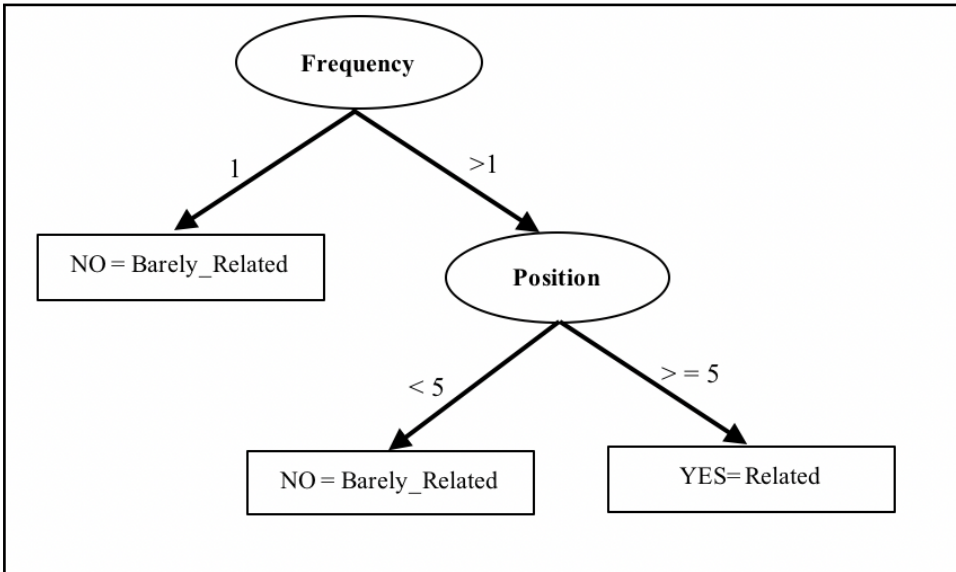 Frequency
1
>1
NO = Barely_Related
Position
< 5
> = 5
NO = Barely_Related
YES= Related